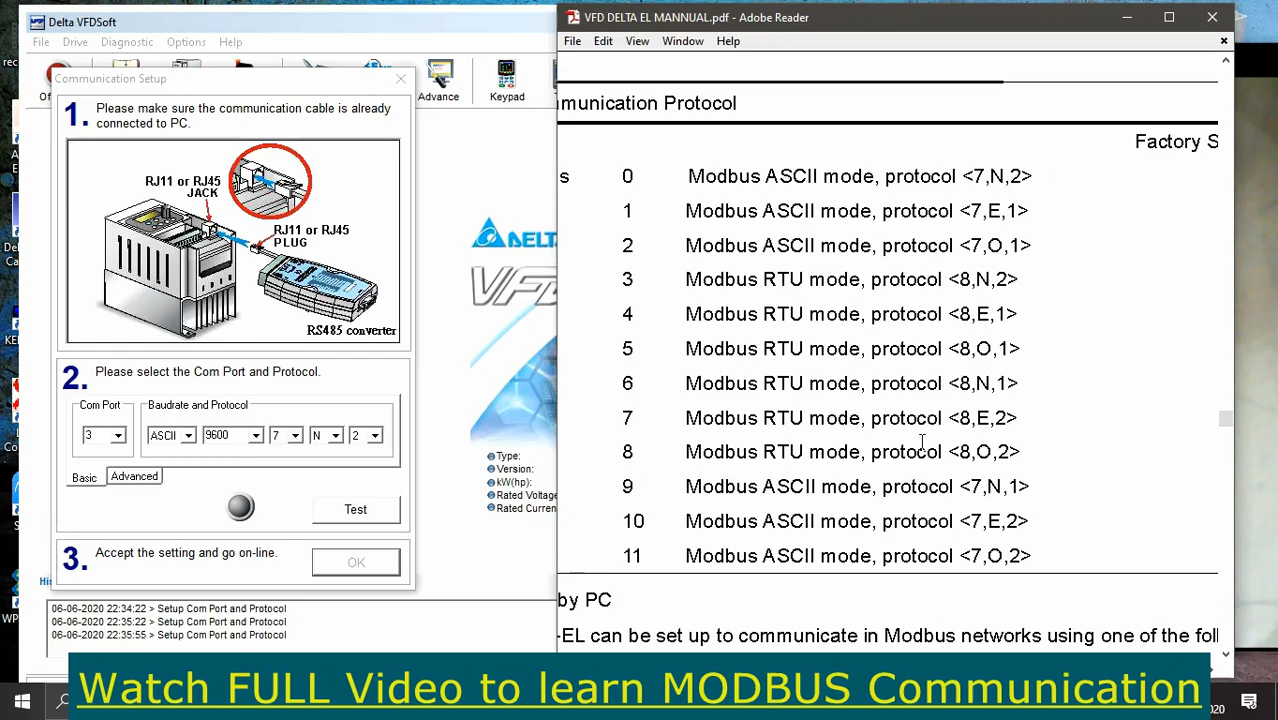 Delta VFDSoft
File Drive Diagnostic Options Help
Advance
Keypad
Communication Setup
1. Please make sure the communication cable is already
connected to PC.
RJ11 or RJ45
JACK
RJ11 or RJ45
PLUG
RS485 converter
2. Please select the Com Port and Protocol.
Com Port
Baudrate and Protocol
3 ASCII 9600 7 N 2
Basic Advanced
Test
3. Accept the setting and go on-line.
OK
DELTA
VFD
Type:
Version:
kW(hp):
Rated Voltage
Rated Curren
His
06-06-2020 22:34:22 > Setup Com Port and Protocol
06-06-2020 22:35:22 > Setup Com Port and Protocol
06-06-2020 22:35:55 > Setup Com Port and Protocol
VFD DELTA EL MANNUAL.pdf - Adobe Reader
File Edit View Window Help
mmunication Protocol
Factory S
s 0 Modbus ASCII mode, protocol <7,N,2>
1 Modbus ASCII mode, protocol <7,E,1>
2 Modbus ASCII mode, protocol <7,O,1>
3 Modbus RTU mode, protocol <8,N,2>
4 Modbus RTU mode, protocol <8,E,1>
5 Modbus RTU mode, protocol <8,O,1>
6 Modbus RTU mode, protocol <8,N,1>
7 Modbus RTU mode, protocol <8,E,2>
8 Modbus RTU mode, protocol <8,O,2>
9 Modbus ASCII mode, protocol <7,N,1>
10 Modbus ASCII mode, protocol <7,E,2>
11 Modbus ASCII mode, protocol <7,O,2>
by PC
-EL can be set up to communicate in Modbus networks using one of the foll
Watch FULL Video to learn MODBUS Communication